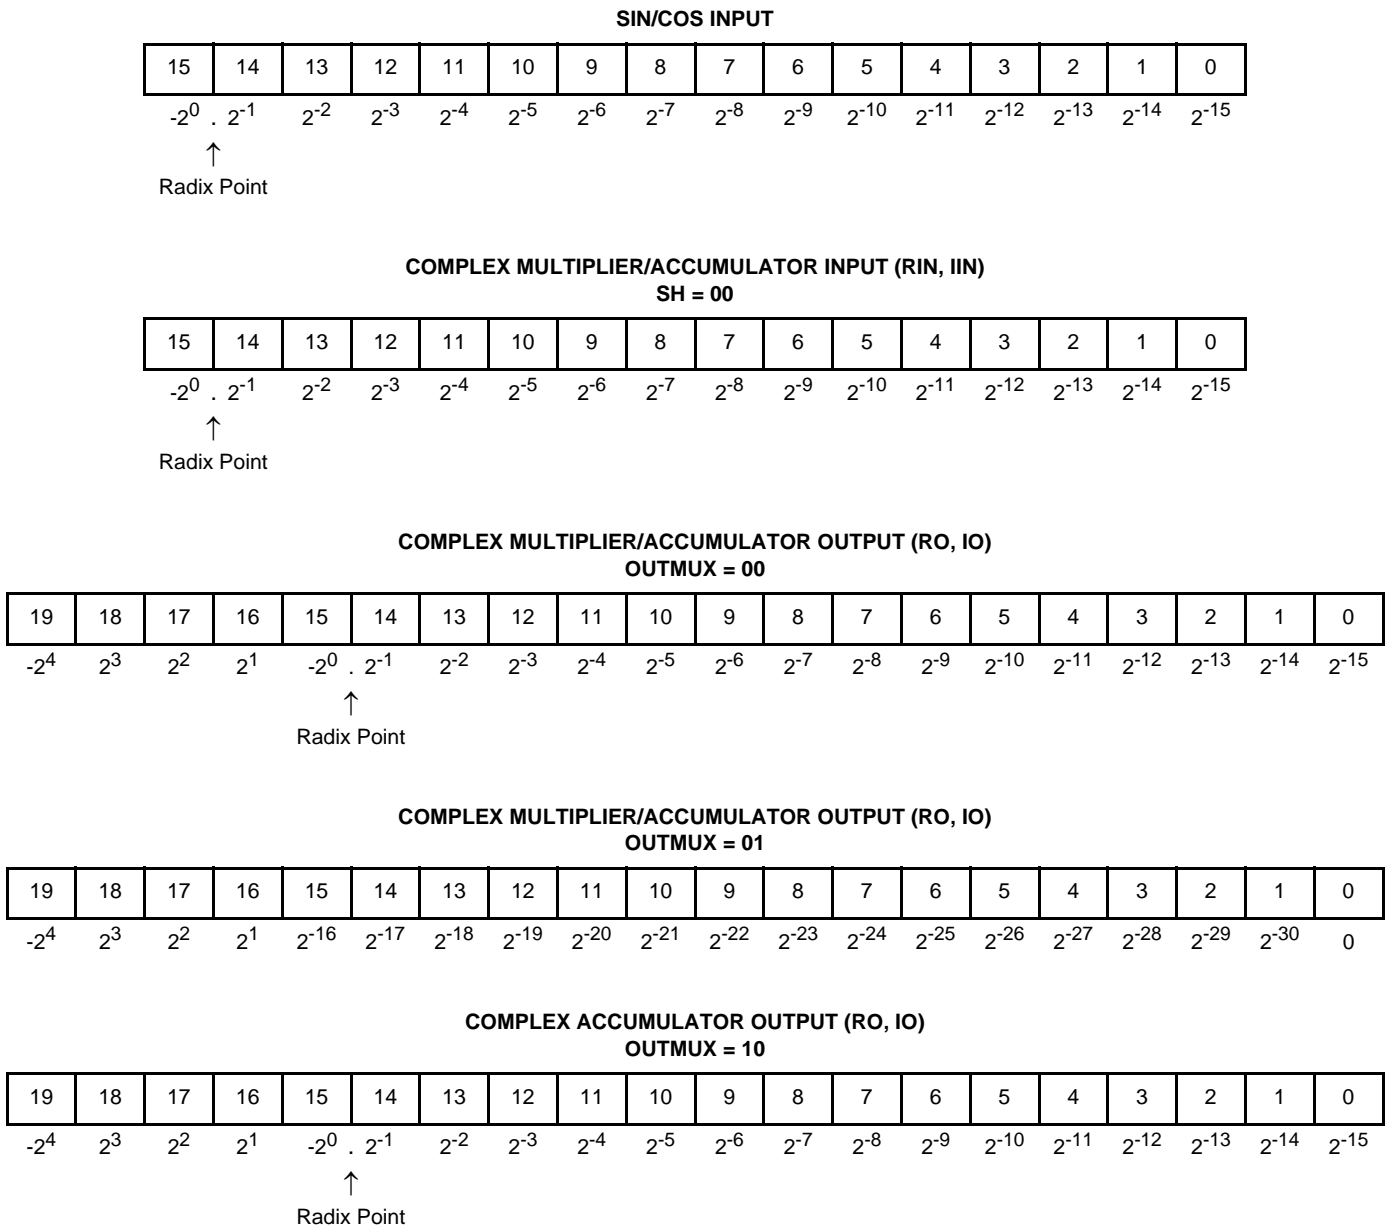 SIN/COS INPUT
15 14 13 12 11 10 9 8 7 6 5 4 3 2 1 0
-2^0 . 2^-1 2^-2 2^-3 2^-4 2^-5 2^-6 2^-7 2^-8 2^-9 2^-10 2^-11 2^-12 2^-13 2^-14 2^-15
↑
Radix Point
COMPLEX MULTIPLIER/ACCUMULATOR INPUT (RIN, IIN)
SH = 00
15 14 13 12 11 10 9 8 7 6 5 4 3 2 1 0
-2^0 . 2^-1 2^-2 2^-3 2^-4 2^-5 2^-6 2^-7 2^-8 2^-9 2^-10 2^-11 2^-12 2^-13 2^-14 2^-15
↑
Radix Point
COMPLEX MULTIPLIER/ACCUMULATOR OUTPUT (RO, IO)
OUTMUX = 00
19 18 17 16 15 14 13 12 11 10 9 8 7 6 5 4 3 2 1 0
-2^4 2^3 2^2 2^1 -2^0 . 2^-1 2^-2 2^-3 2^-4 2^-5 2^-6 2^-7 2^-8 2^-9 2^-10 2^-11 2^-12 2^-13 2^-14 2^-15
↑
Radix Point
COMPLEX MULTIPLIER/ACCUMULATOR OUTPUT (RO, IO)
OUTMUX = 01
19 18 17 16 15 14 13 12 11 10 9 8 7 6 5 4 3 2 1 0
-2^4 2^3 2^2 2^1 2^-16 2^-17 2^-18 2^-19 2^-20 2^-21 2^-22 2^-23 2^-24 2^-25 2^-26 2^-27 2^-28 2^-29 2^-30 0
COMPLEX ACCUMULATOR OUTPUT (RO, IO)
OUTMUX = 10
19 18 17 16 15 14 13 12 11 10 9 8 7 6 5 4 3 2 1 0
-2^4 2^3 2^2 2^1 -2^0 . 2^-1 2^-2 2^-3 2^-4 2^-5 2^-6 2^-7 2^-8 2^-9 2^-10 2^-11 2^-12 2^-13 2^-14 2^-15
↑
Radix Point